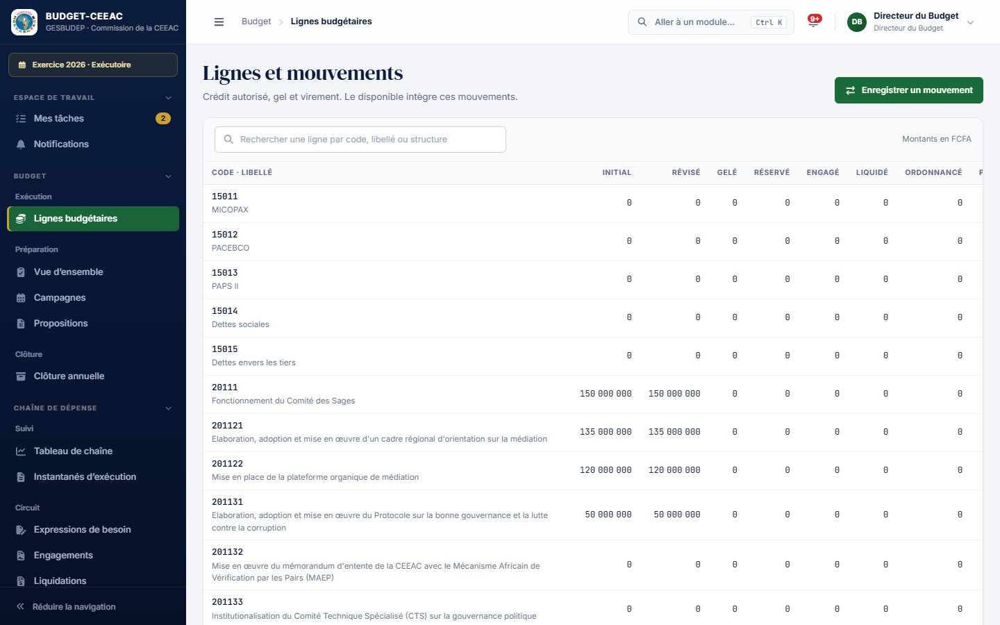 BUDGET-CEEAC
GESBUDEP · Commission de la CEEAC
Exercice 2026 · Exécutoire
ESPACE DE TRAVAIL
Mes tâches 2
Notifications
BUDGET
Exécution
Lignes budgétaires
Préparation
Vue d’ensemble
Campagnes
Propositions
Clôture
Clôture annuelle
CHAÎNE DE DÉPENSE
Suivi
Tableau de chaîne
Instantanés d’exécution
Circuit
Expressions de besoin
Engagements
Liquidations
Réduire la navigation
Budget Lignes budgétaires
Aller à un module... Ctrl K
9+
DB
Directeur du Budget
Directeur du Budget
Lignes et mouvements
Crédit autorisé, gel et virement. Le disponible intègre ces mouvements.
Enregistrer un mouvement
Rechercher une ligne par code, libellé ou structure
Montants en FCFA
CODE · LIBELLÉ INITIAL RÉVISÉ GELÉ RÉSERVÉ ENGAGÉ LIQUIDÉ ORDONNANCÉ P
15011
MICOPAX
0 0 0 0 0 0 0
15012
PACEBCO
0 0 0 0 0 0 0
15013
PAPS II
0 0 0 0 0 0 0
15014
Dettes sociales
0 0 0 0 0 0 0
15015
Dettes envers les tiers
0 0 0 0 0 0 0
20111
Fonctionnement du Comité des Sages
150 000 000 150 000 000 0 0 0 0 0
201121
Elaboration, adoption et mise en œuvre d'un cadre régional d'orientation sur la médiation
135 000 000 135 000 000 0 0 0 0 0
201122
Mise en place de la plateforme organique de médiation
120 000 000 120 000 000 0 0 0 0 0
201131
Elaboration, adoption et mise en œuvre du Protocole sur la bonne gouvernance et la lutte
contre la corruption
50 000 000 50 000 000 0 0 0 0 0
201132
Mise en œuvre du mémorandum d'entente de la CEEAC avec le Mécanisme Africain de
Vérification par les Pairs (MAEP)
0 0 0 0 0 0 0
201133
Institutionalisation du Comité Technique Spécialisé (CTS) sur la gouvernance politique
0 0 0 0 0 0 0